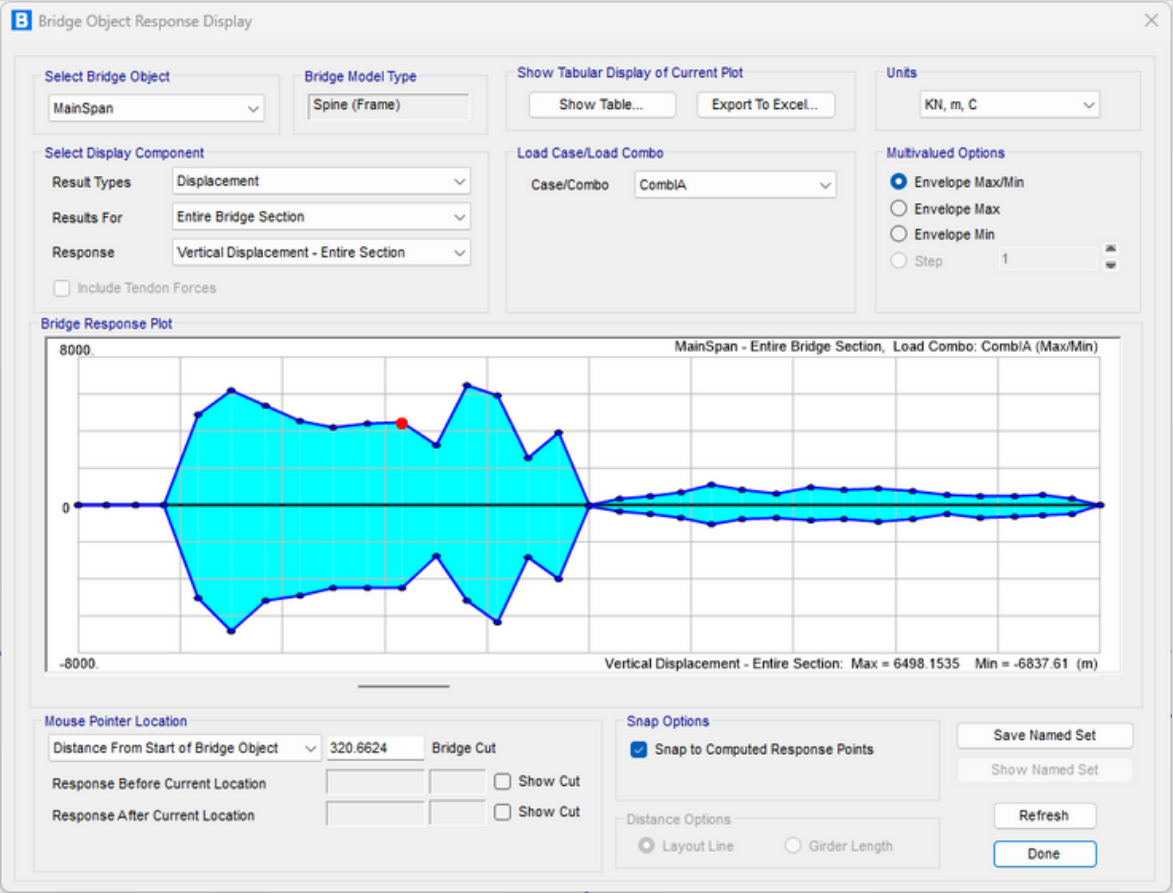 B Bridge Object Response Display
Select Bridge Object
MainSpan
Bridge Model Type
Spine (Frame)
Show Tabular Display of Current Plot
Show Table...
Export To Excel...
Units
KN, m, C
Select Display Component
Result Types
Displacement
Results For
Entire Bridge Section
Response
Vertical Displacement - Entire Section
Include Tendon Forces
Load Case/Load Combo
Case/Combo
CombIA
Multivalued Options
Envelope Max/Min
Envelope Max
Envelope Min
Step
1
Bridge Response Plot
8000.
MainSpan - Entire Bridge Section, Load Combo: CombIA (Max/Min)
0
-8000.
Vertical Displacement - Entire Section: Max = 6498.1535 Min = -6837.61 (m)
Mouse Pointer Location
Distance From Start of Bridge Object
320.6624
Bridge Cut
Response Before Current Location
Show Cut
Response After Current Location
Show Cut
Snap Options
Snap to Computed Response Points
Distance Options
Layout Line
Girder Length
Save Named Set
Show Named Set
Refresh
Done